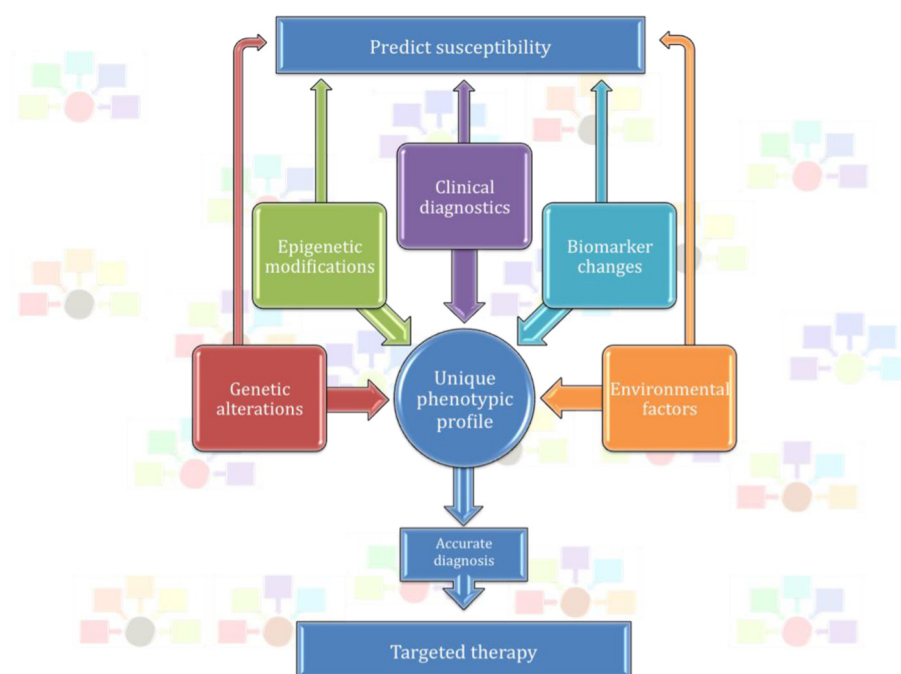 Predict susceptibility
Clinical
diagnostics
Epigenetic
modifications
Biomarker
changes
Genetic
alterations
Unique
phenotypic
profile
Environmental
factors
Accurate
diagnosis
Targeted therapy